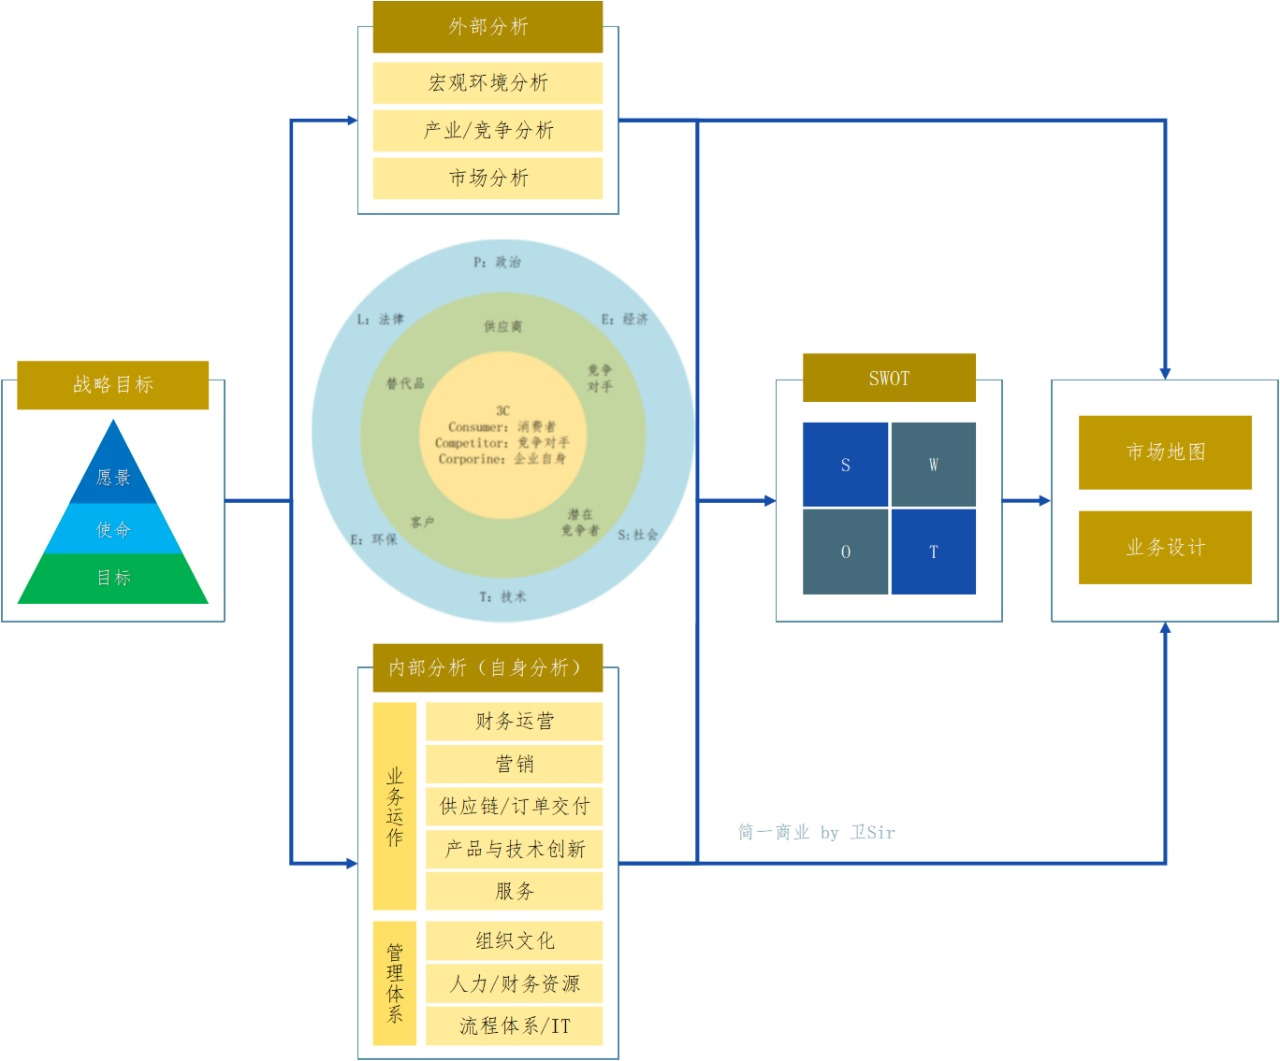 外部分析
宏观环境分析
产业/竞争分析
市场分析
战略目标
愿景
使命
目标
P: 政治
L: 法律
E: 经济
供应商
替代品
竞争
对手
3C
Consumer: 消费者
Competitor: 竞争对手
Corporine: 企业自身
客户
潜在
竞争者
E: 环保
S:社会
T: 技术
SWOT
S
W
O
T
市场地图
业务设计
内部分析（自身分析）
业务运作
财务运营
营销
供应链/订单交付
产品与技术创新
服务
管理体系
组织文化
人力/财务资源
流程体系/IT
简一商业 by 卫Sir